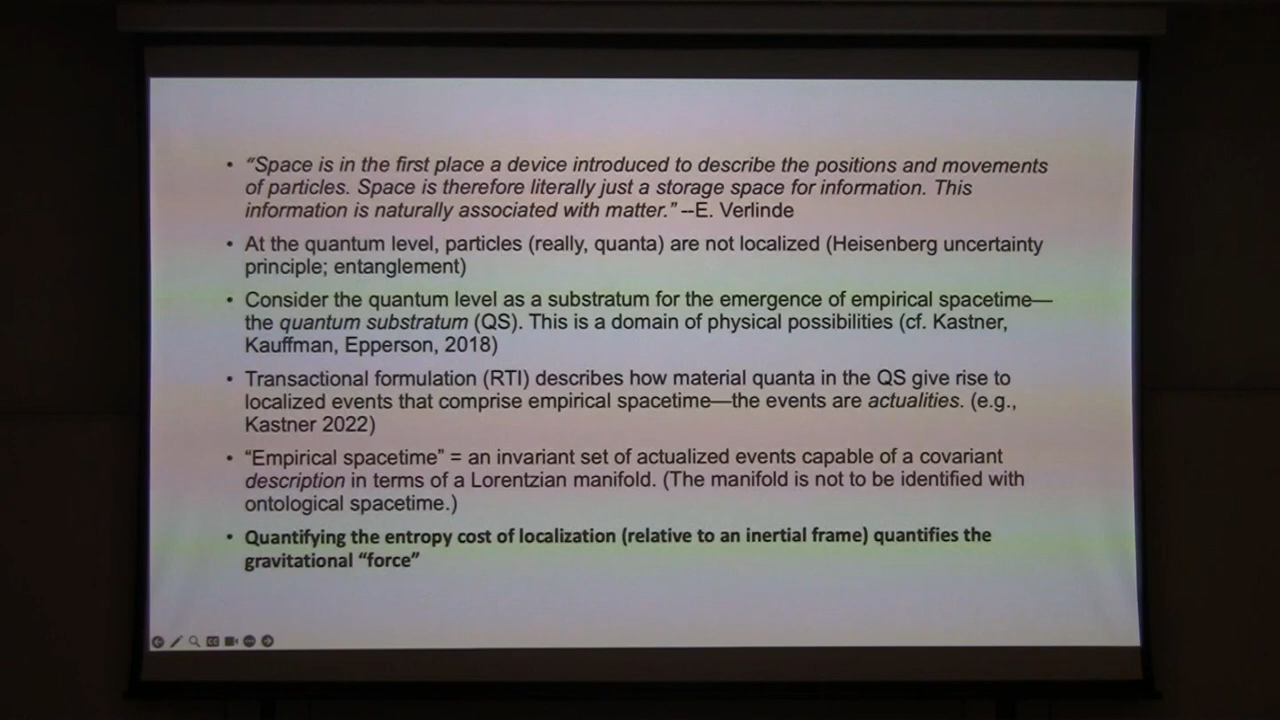 • “Space is in the first place a device introduced to describe the positions and movements
of particles. Space is therefore literally just a storage space for information. This
information is naturally associated with matter.” --E. Verlinde
• At the quantum level, particles (really, quanta) are not localized (Heisenberg uncertainty
principle; entanglement)
• Consider the quantum level as a substratum for the emergence of empirical spacetime—
the quantum substratum (QS). This is a domain of physical possibilities (cf. Kastner,
Kauffman, Epperson, 2018)
• Transactional formulation (RTI) describes how material quanta in the QS give rise to
localized events that comprise empirical spacetime—the events are actualities. (e.g.,
Kastner 2022)
• “Empirical spacetime” = an invariant set of actualized events capable of a covariant
description in terms of a Lorentzian manifold. (The manifold is not to be identified with
ontological spacetime.)
• Quantifying the entropy cost of localization (relative to an inertial frame) quantifies the
gravitational “force”